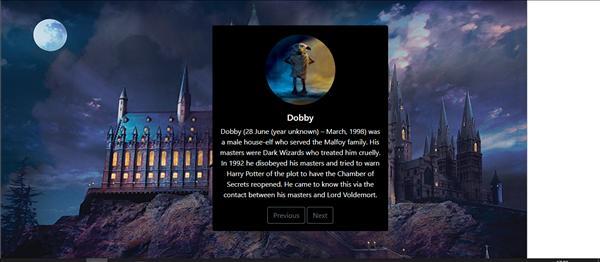 Dobby
Dobby (28 June (year unknown) – March, 1998) was
a male house-elf who served the Malfoy family. His
masters were Dark Wizards who treated him cruelly.
In 1992 he disobeyed his masters and tried to warn
Harry Potter of the plot to have the Chamber of
Secrets reopened. He came to know this via the
contact between his masters and Lord Voldemort.
Previous Next